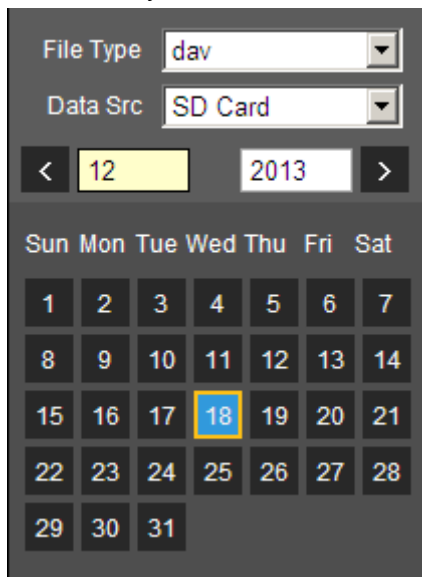 File Type dav
Data Src SD Card
< 12 2013 >
Sun Mon Tue Wed Thu Fri Sat
1 2 3 4 5 6 7
8 9 10 11 12 13 14
15 16 17 18 19 20 21
22 23 24 25 26 27 28
29 30 31